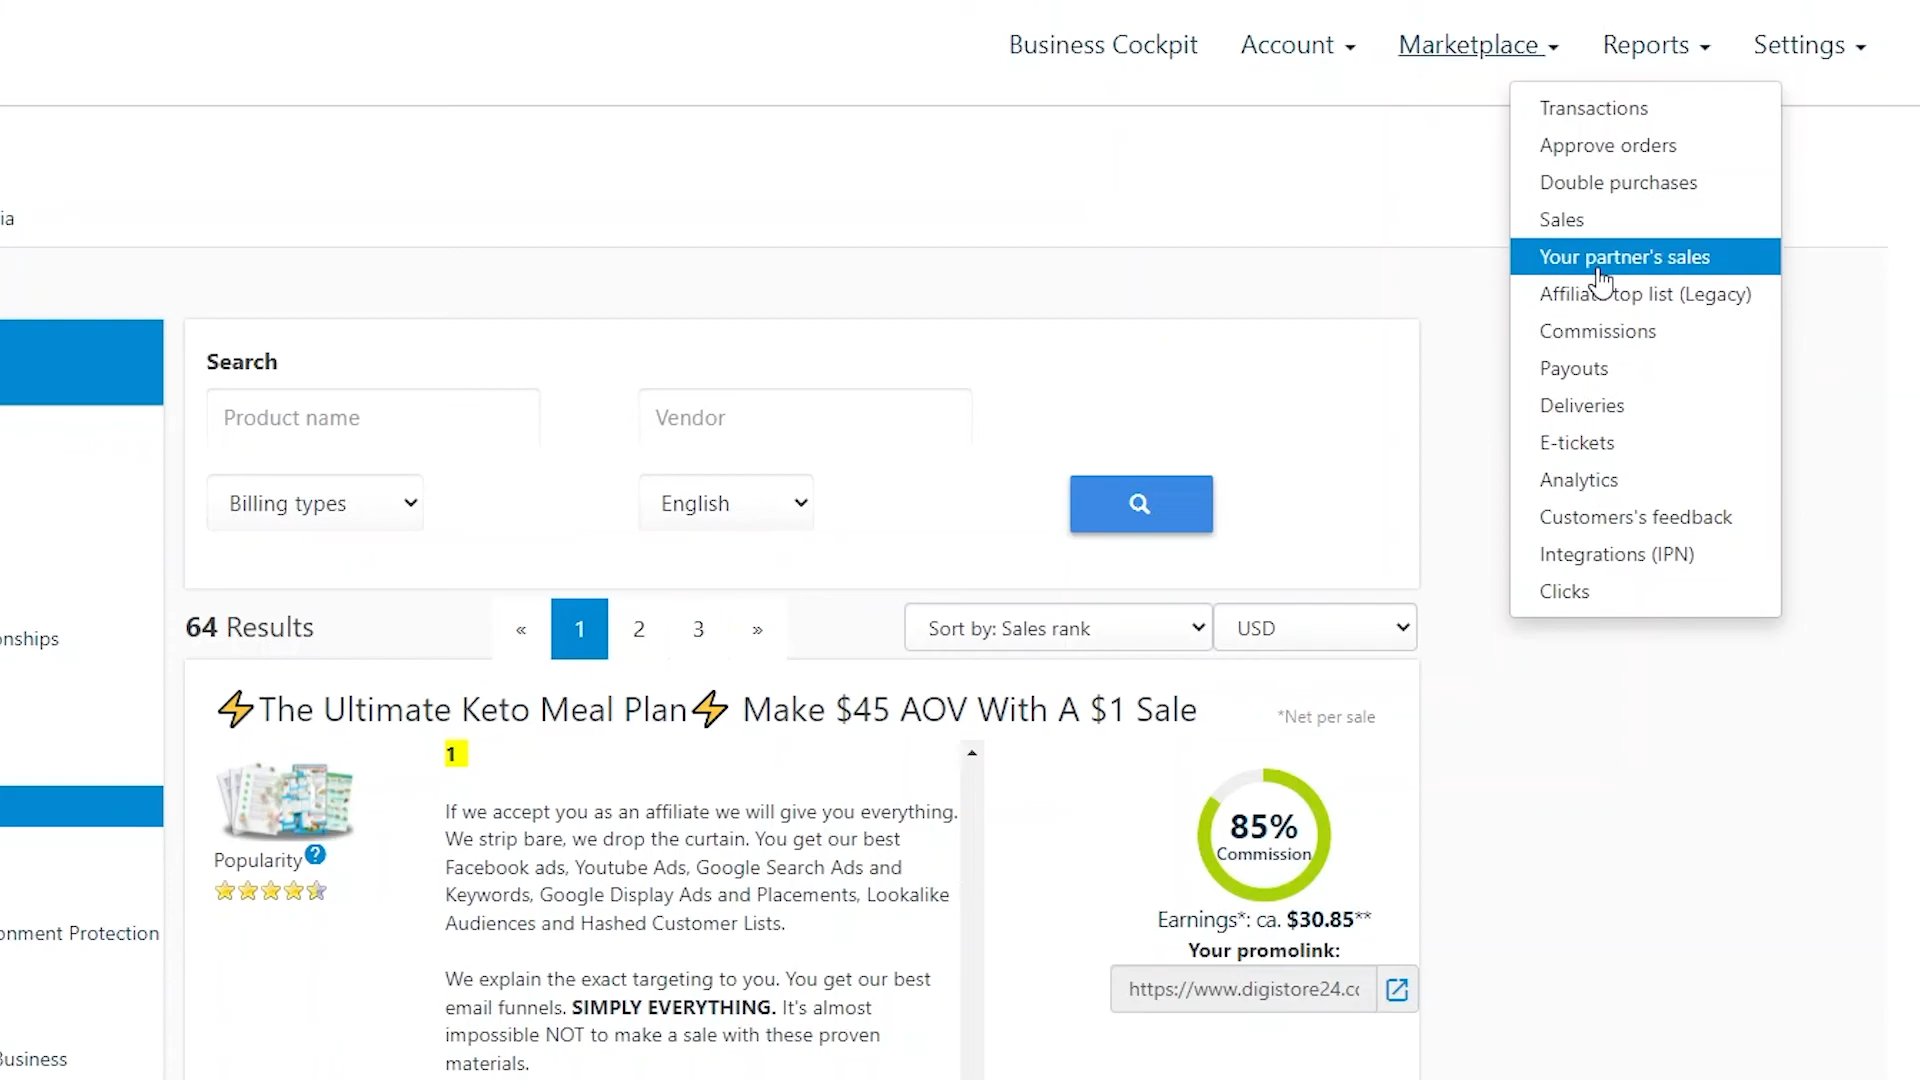 Business Cockpit Account Marketplace Reports Settings
Transactions
Approve orders
Double purchases
Sales
Your partner's sales
Affiliate top list (Legacy)
Commissions
Payouts
Deliveries
E-tickets
Analytics
Customers's feedback
Integrations (IPN)
Clicks
ia
Search
Product name Vendor
Billing types English
64 Results « 1 2 3 » Sort by: Sales rank USD
onships
⚡The Ultimate Keto Meal Plan⚡ Make $45 AOV With A $1 Sale
*Net per sale
1
Popularity ?
If we accept you as an affiliate we will give you everything.
We strip bare, we drop the curtain. You get our best
Facebook ads, Youtube Ads, Google Search Ads and
Keywords, Google Display Ads and Placements, Lookalike
Audiences and Hashed Customer Lists.
We explain the exact targeting to you. You get our best
email funnels. SIMPLY EVERYTHING. It's almost
impossible NOT to make a sale with these proven
materials.
85%
Commission
Earnings*: ca. $30.85**
Your promolink:
https://www.digistore24.cc
onment Protection
Business